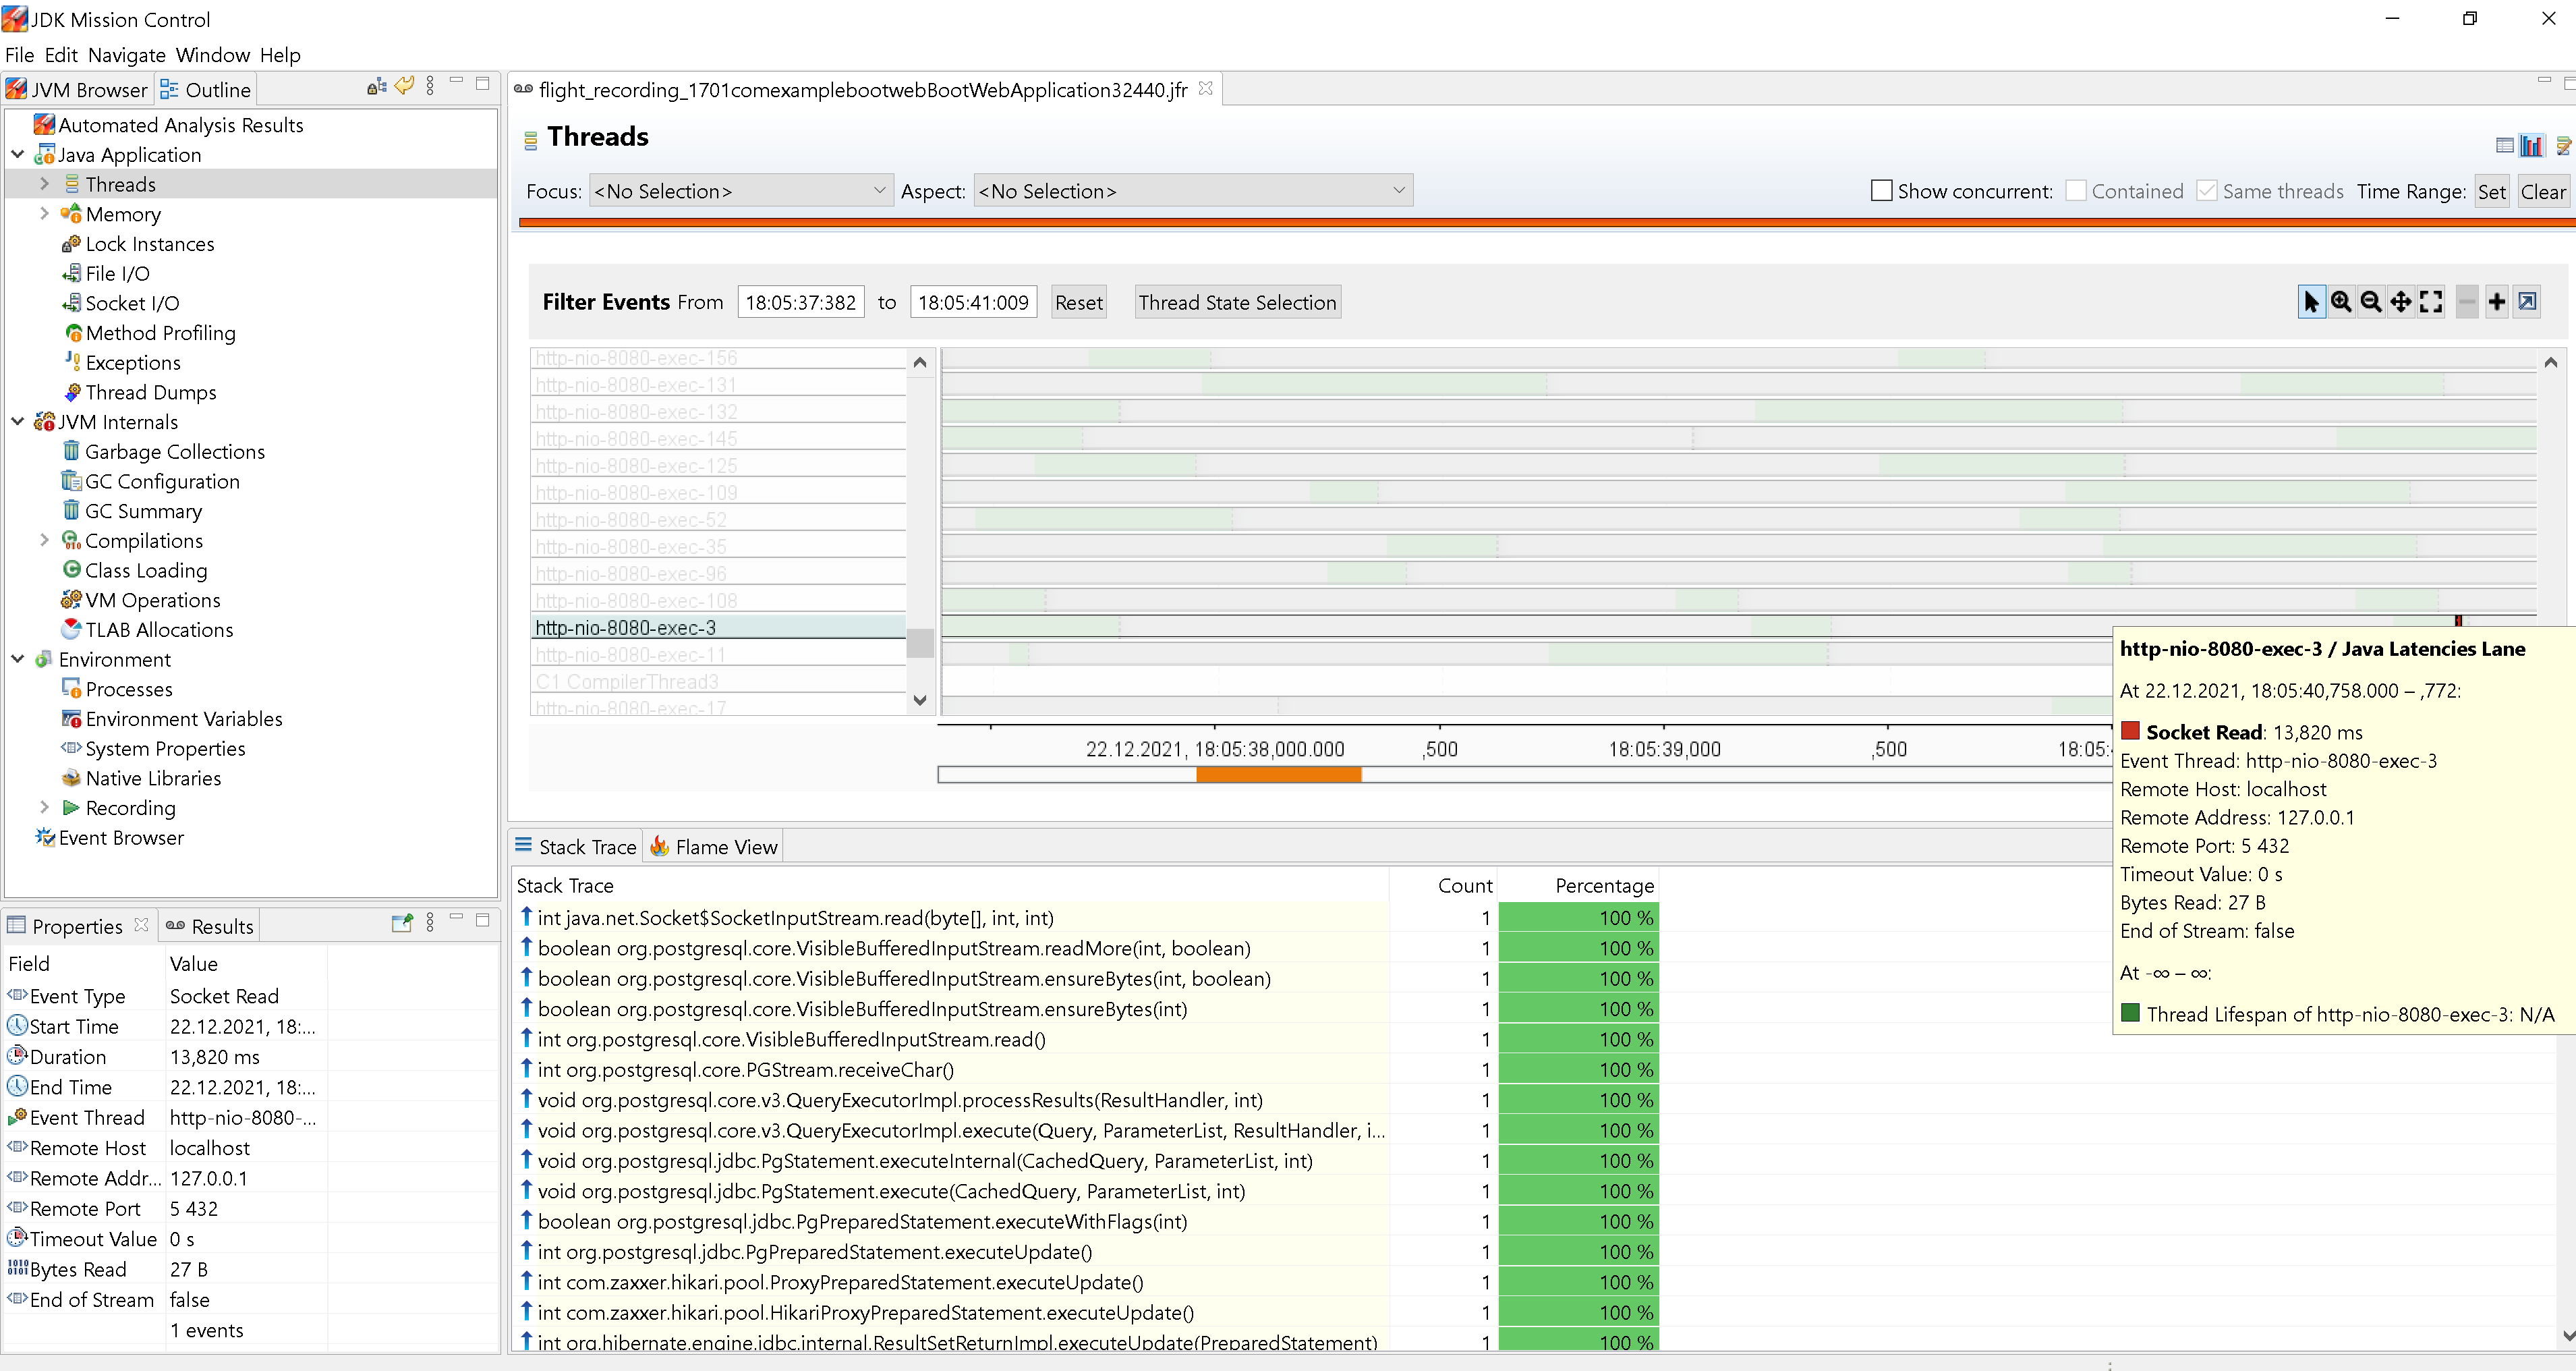 JDK Mission Control
File Edit Navigate Window Help
JVM Browser Outline
Automated Analysis Results
Java Application
Threads
Memory
Lock Instances
File I/O
Socket I/O
Method Profiling
Exceptions
Thread Dumps
JVM Internals
Garbage Collections
GC Configuration
GC Summary
Compilations
Class Loading
VM Operations
TLAB Allocations
Environment
Processes
Environment Variables
System Properties
Native Libraries
Recording
Event Browser
Properties Results
Field Value
Event Type Socket Read
Start Time 22.12.2021, 18:...
Duration 13,820 ms
End Time 22.12.2021, 18:...
Event Thread http-nio-8080-...
Remote Host localhost
Remote Addr... 127.0.0.1
Remote Port 5 432
Timeout Value 0 s
Bytes Read 27 B
End of Stream false
1 events
flight_recording_1701comexamplebootwebBootWebApplication32440.jfr
Threads
Focus: <No Selection> Aspect: <No Selection> Show concurrent: Contained Same threads Time Range: Set Clear
Filter Events From 18:05:37:382 to 18:05:41:009 Reset Thread State Selection
http-nio-8080-exec-156
http-nio-8080-exec-131
http-nio-8080-exec-132
http-nio-8080-exec-145
http-nio-8080-exec-125
http-nio-8080-exec-109
http-nio-8080-exec-52
http-nio-8080-exec-35
http-nio-8080-exec-96
http-nio-8080-exec-108
http-nio-8080-exec-3
http-nio-8080-exec-11
C1 CompilerThread3
http-nio-8080-exec-17
22.12.2021, 18:05:38,000.000 ,500 18:05:39,000 ,500 18:05:
http-nio-8080-exec-3 / Java Latencies Lane
At 22.12.2021, 18:05:40,758.000 – ,772:
Socket Read: 13,820 ms
Event Thread: http-nio-8080-exec-3
Remote Host: localhost
Remote Address: 127.0.0.1
Remote Port: 5 432
Timeout Value: 0 s
Bytes Read: 27 B
End of Stream: false
At -∞ – ∞:
Thread Lifespan of http-nio-8080-exec-3: N/A
Stack Trace Flame View
Stack Trace Count Percentage
int java.net.Socket$SocketInputStream.read(byte[], int, int) 1 100 %
boolean org.postgresql.core.VisibleBufferedInputStream.readMore(int, boolean) 1 100 %
boolean org.postgresql.core.VisibleBufferedInputStream.ensureBytes(int, boolean) 1 100 %
boolean org.postgresql.core.VisibleBufferedInputStream.ensureBytes(int) 1 100 %
int org.postgresql.core.VisibleBufferedInputStream.read() 1 100 %
int org.postgresql.core.PGStream.receiveChar() 1 100 %
void org.postgresql.core.v3.QueryExecutorImpl.processResults(ResultHandler, int) 1 100 %
void org.postgresql.core.v3.QueryExecutorImpl.execute(Query, ParameterList, ResultHandler, i... 1 100 %
void org.postgresql.jdbc.PgStatement.executeInternal(CachedQuery, ParameterList, int) 1 100 %
void org.postgresql.jdbc.PgStatement.execute(CachedQuery, ParameterList, int) 1 100 %
boolean org.postgresql.jdbc.PgPreparedStatement.executeWithFlags(int) 1 100 %
int org.postgresql.jdbc.PgPreparedStatement.executeUpdate() 1 100 %
int com.zaxxer.hikari.pool.ProxyPreparedStatement.executeUpdate() 1 100 %
int com.zaxxer.hikari.pool.HikariProxyPreparedStatement.executeUpdate() 1 100 %
int org.hibernate.engine.jdbc.internal.ResultSetReturnImpl.executeUpdate(PreparedStatement) 1 100 %